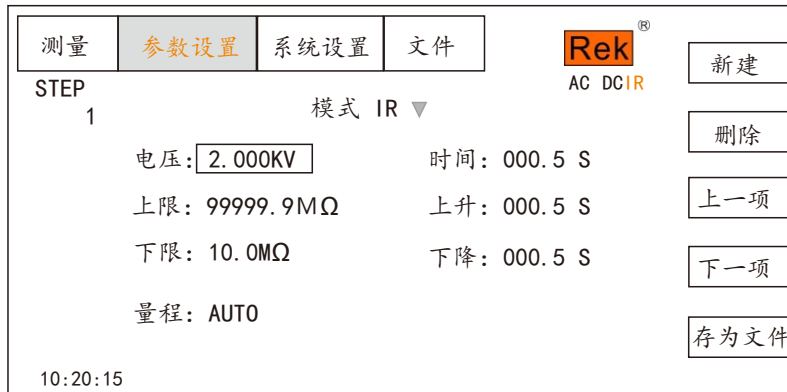 测量 参数设置 系统设置 文件 Rek®
AC DCIR
新建
STEP
1
模式 IR ▼
删除
电压: 2.000KV 时间: 000.5 S
上限: 99999.9MΩ 上升: 000.5 S
上一项
下限: 10.0MΩ 下降: 000.5 S
下一项
量程: AUTO
存为文件
10:20:15